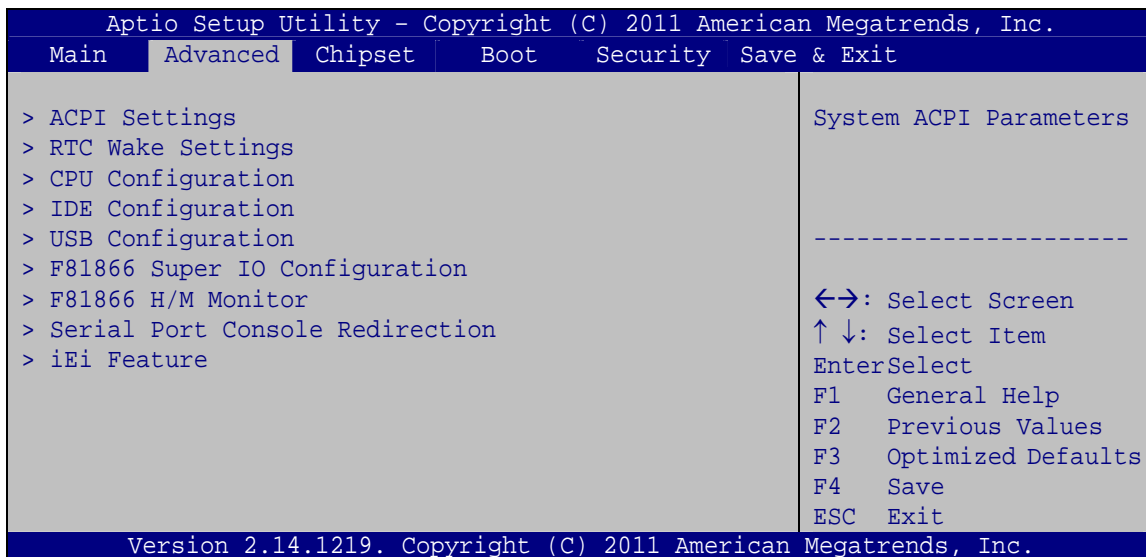 Aptio Setup Utility – Copyright (C) 2011 American Megatrends, Inc.
Main Advanced Chipset Boot Security Save & Exit
> ACPI Settings
> RTC Wake Settings
> CPU Configuration
> IDE Configuration
> USB Configuration
> F81866 Super IO Configuration
> F81866 H/M Monitor
> Serial Port Console Redirection
> iEi Feature
System ACPI Parameters
----------------------
←→: Select Screen
↑ ↓: Select Item
EnterSelect
F1 General Help
F2 Previous Values
F3 Optimized Defaults
F4 Save
ESC Exit
Version 2.14.1219. Copyright (C) 2011 American Megatrends, Inc.